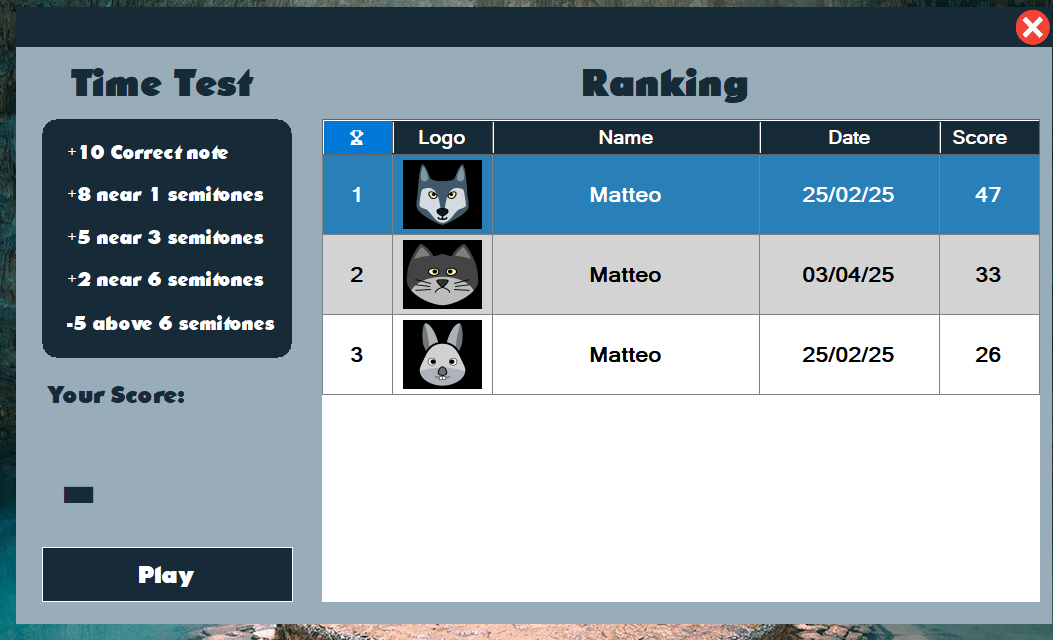 Time Test
Ranking
+10 Correct note
+8 near 1 semitones
+5 near 3 semitones
+2 near 6 semitones
-5 above 6 semitones
Your Score:
-
Play
Logo Name Date Score
1 Matteo 25/02/25 47
2 Matteo 03/04/25 33
3 Matteo 25/02/25 26